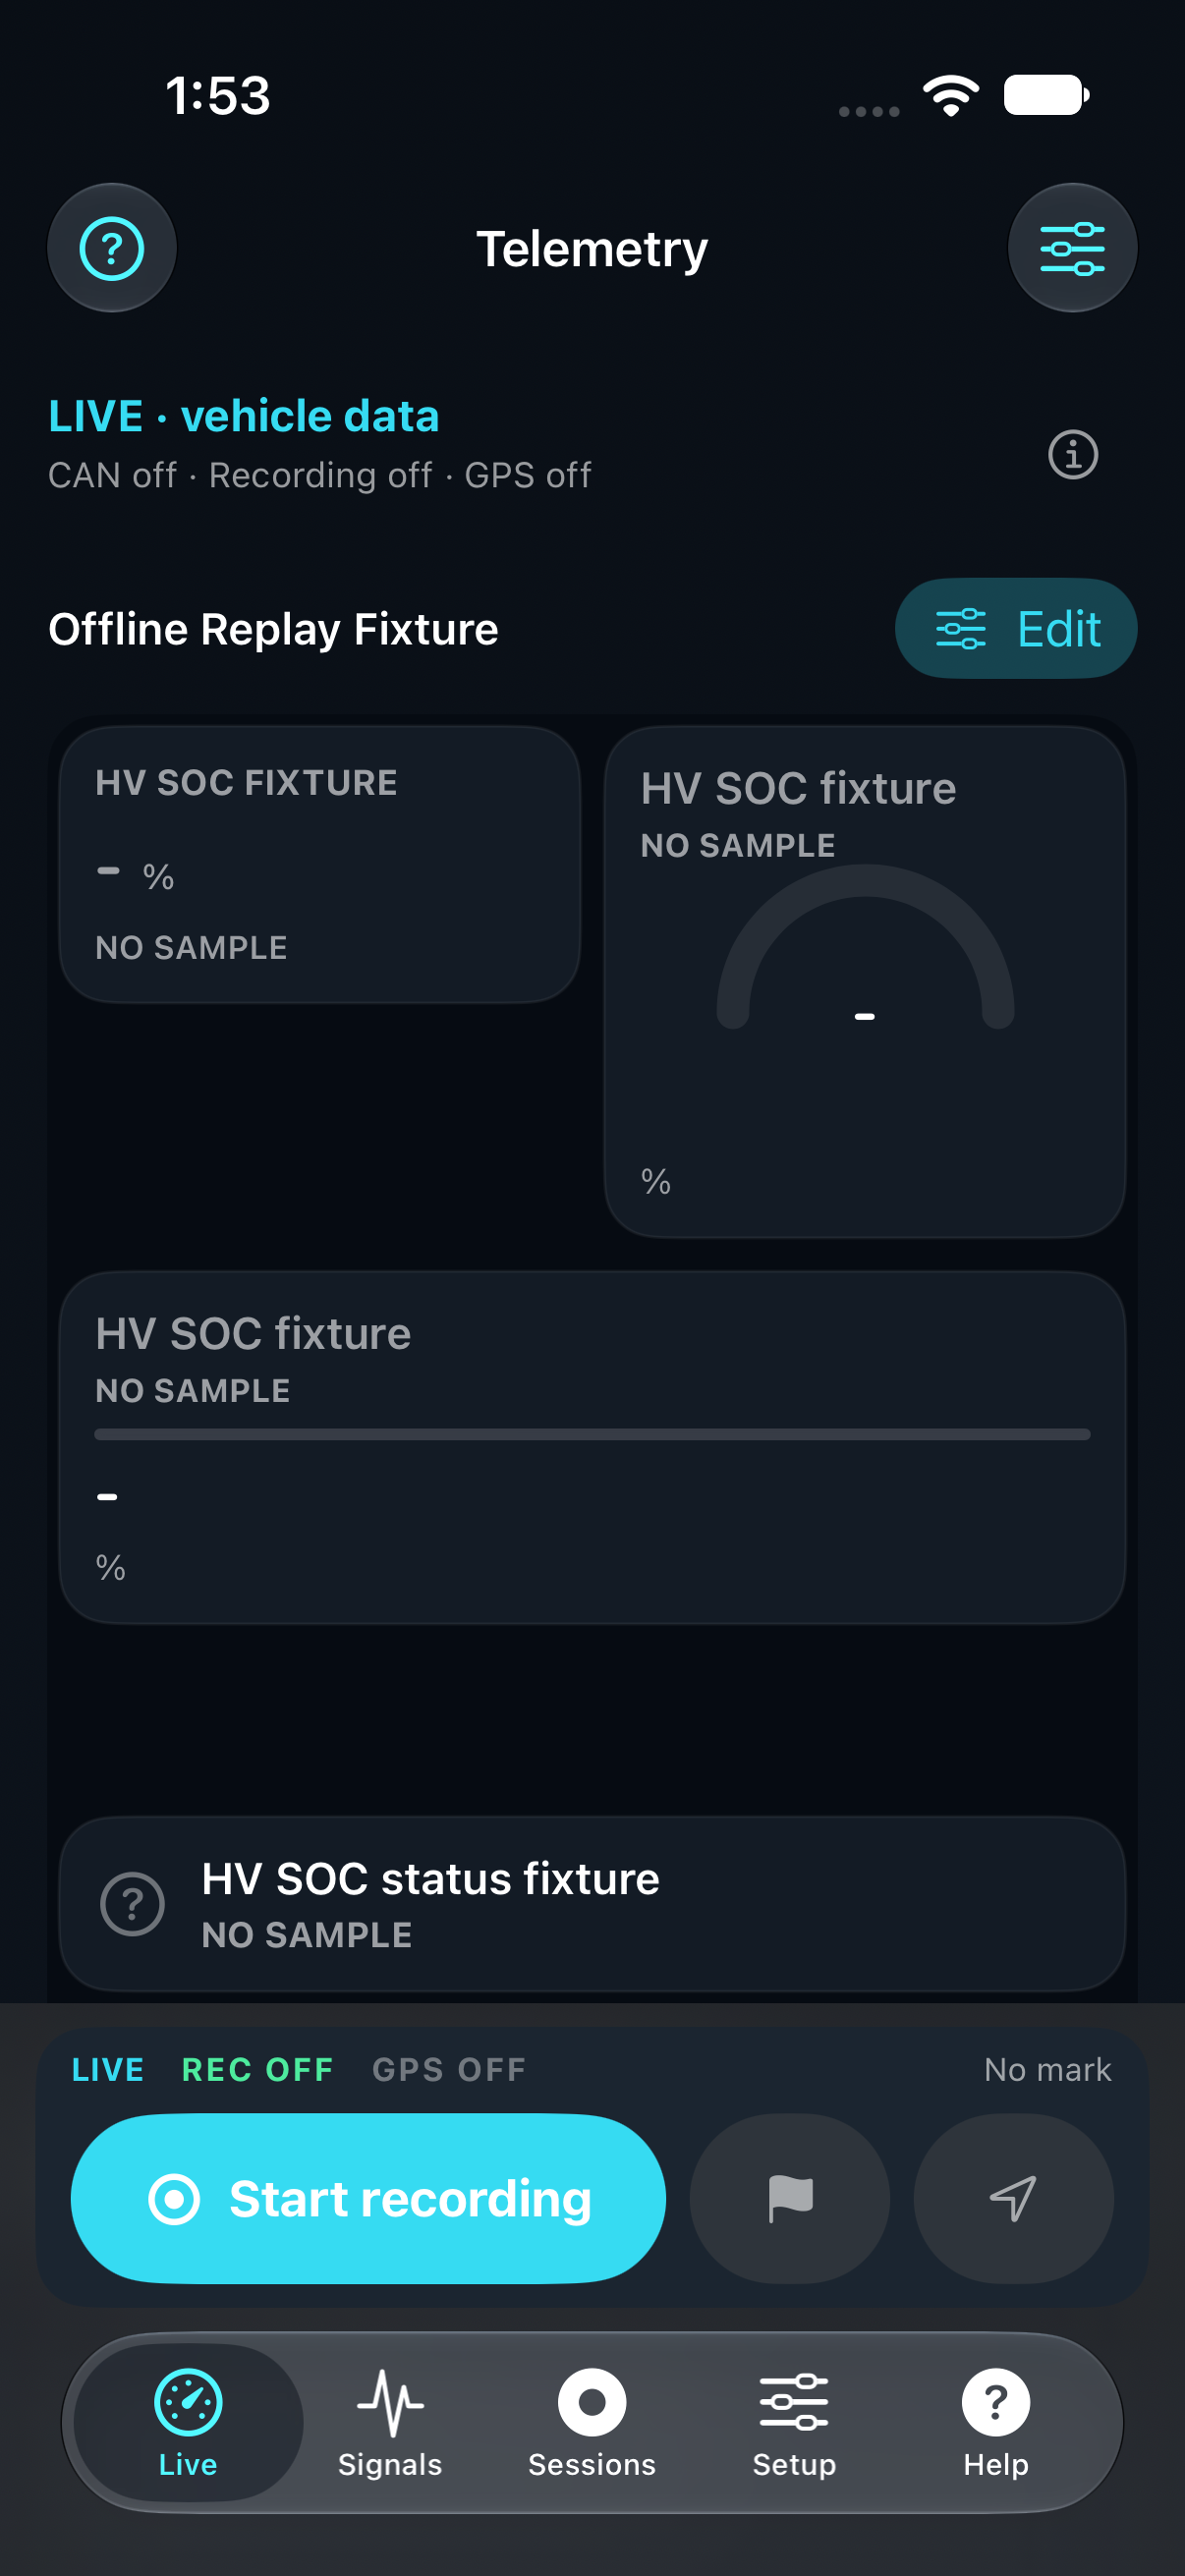 1:53
Telemetry
LIVE · vehicle data
CAN off · Recording off · GPS off
Offline Replay Fixture
Edit
HV SOC FIXTURE
- %
NO SAMPLE
HV SOC fixture
NO SAMPLE
-
%
HV SOC fixture
NO SAMPLE
-
%
HV SOC status fixture
NO SAMPLE
LIVE REC OFF GPS OFF No mark
Start recording
Live Signals Sessions Setup Help